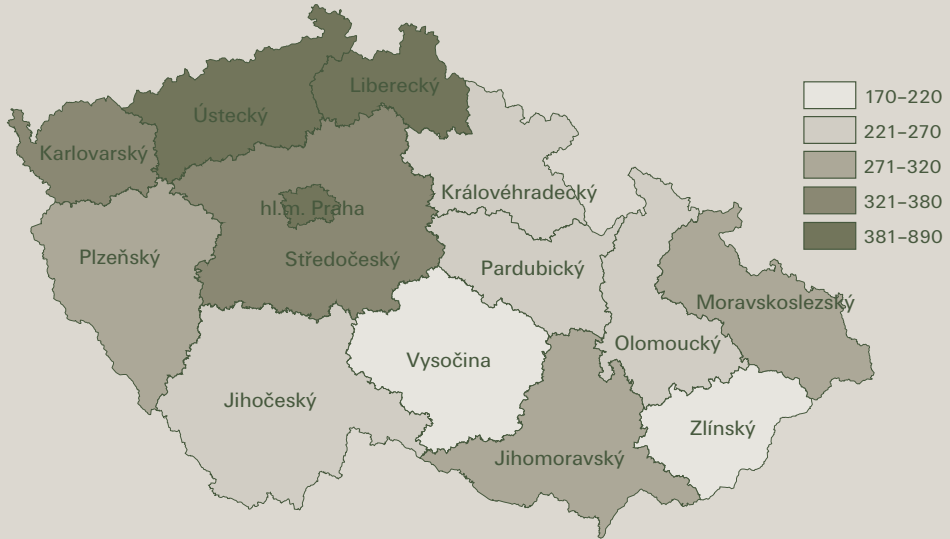 Liberecký
Ústecký
170–220
221–270
Karlovarský
271–320
Královéhradecký
321–380
hl.m. Praha
381–890
Plzeňský
Středočeský
Pardubický
Moravskoslezský
Olomoucký
Vysočina
Jihočeský
Zlínský
Jihomoravský